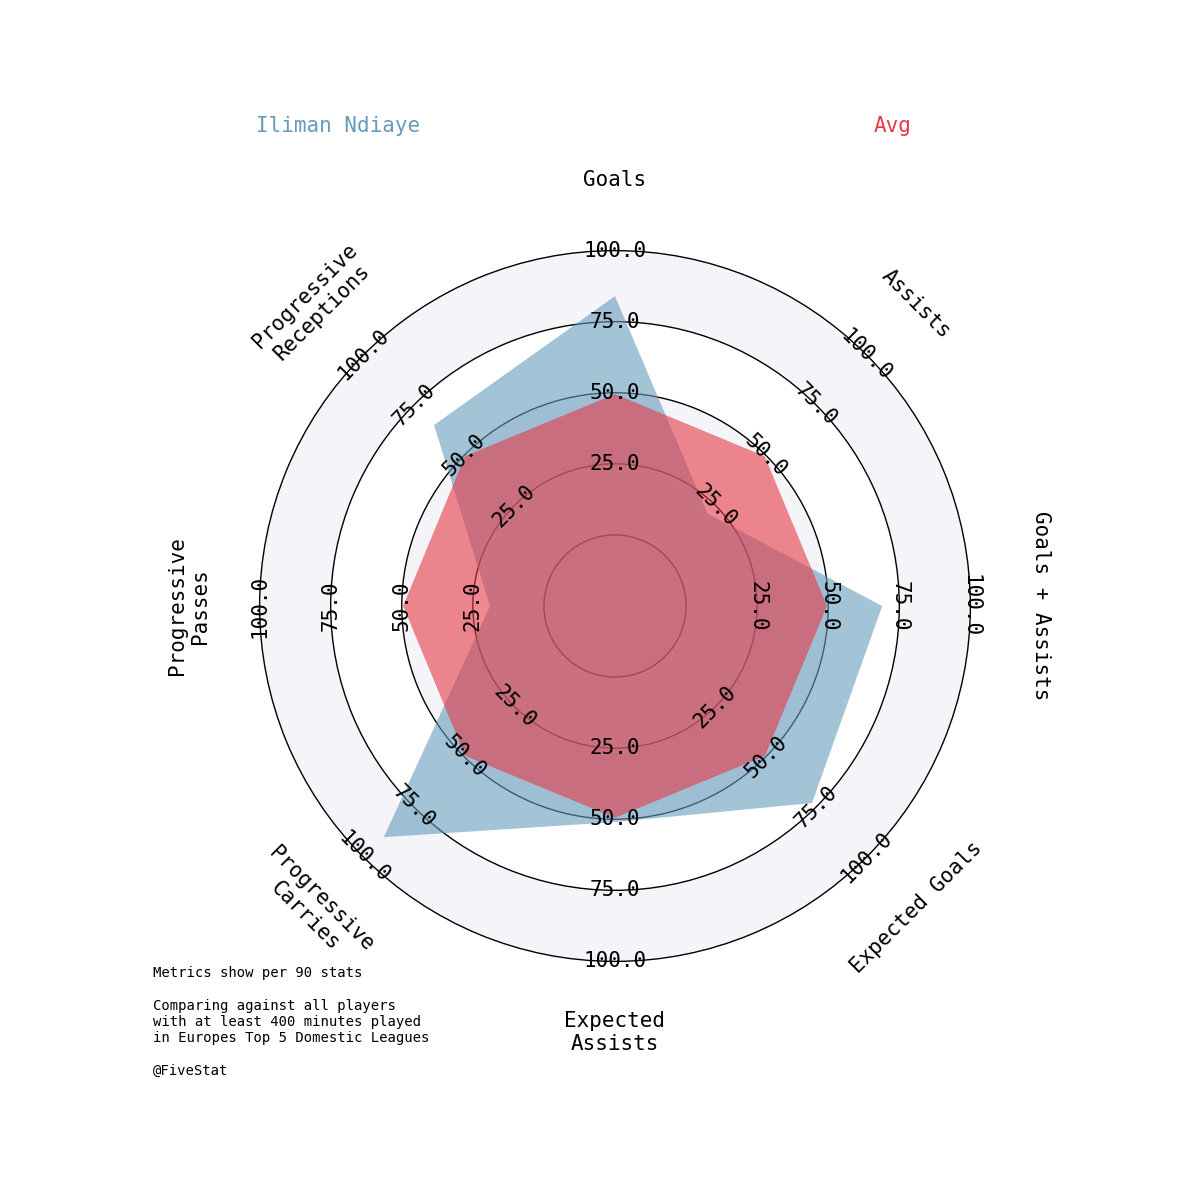 Iliman Ndiaye
Avg
Goals
Assists
Goals + Assists
Expected Goals
Expected
Assists
Progressive
Carries
Progressive
Passes
Progressive
Receptions
25.0
50.0
75.0
100.0
25.0
50.0
75.0
100.0
25.0
50.0
75.0
100.0
25.0
50.0
75.0
100.0
25.0
50.0
75.0
100.0
25.0
50.0
75.0
100.0
25.0
50.0
75.0
100.0
25.0
50.0
75.0
100.0
Metrics show per 90 stats
Comparing against all players
with at least 400 minutes played
in Europes Top 5 Domestic Leagues
@FiveStat